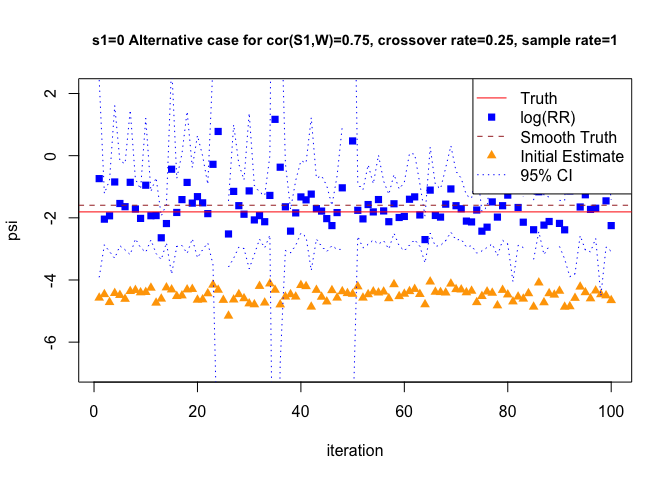 s1=0 Alternative case for cor(S1,W)=0.75, crossover rate=0.25, sample rate=1
Truth
log(RR)
Smooth Truth
Initial Estimate
95% CI
psi
2
0
-2
-4
-6
0
20
40
60
80
100
iteration